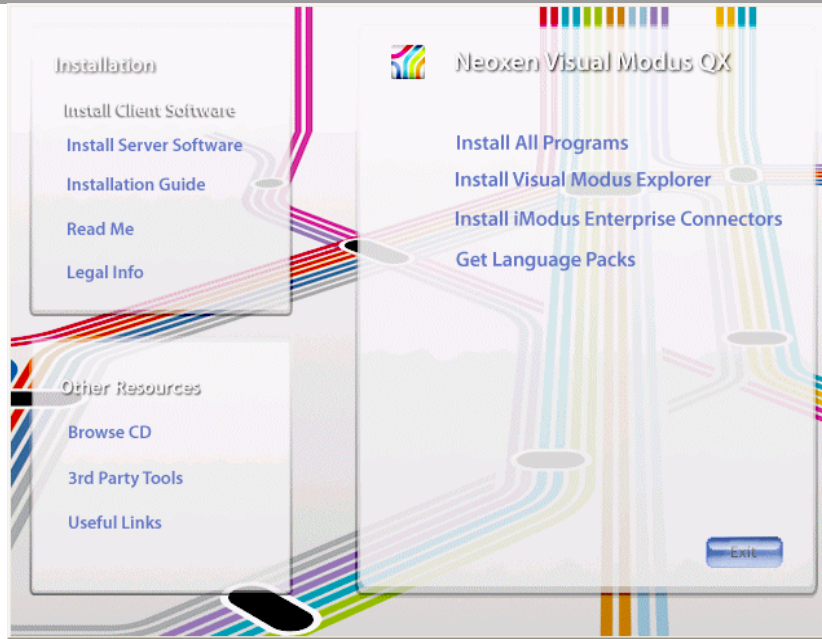 Installation
Install Client Software
Install Server Software
Installation Guide
Read Me
Legal Info
Other Resources
Browse CD
3rd Party Tools
Useful Links
Neoxen Visual Modus QX
Install All Programs
Install Visual Modus Explorer
Install iModus Enterprise Connectors
Get Language Packs
Exit